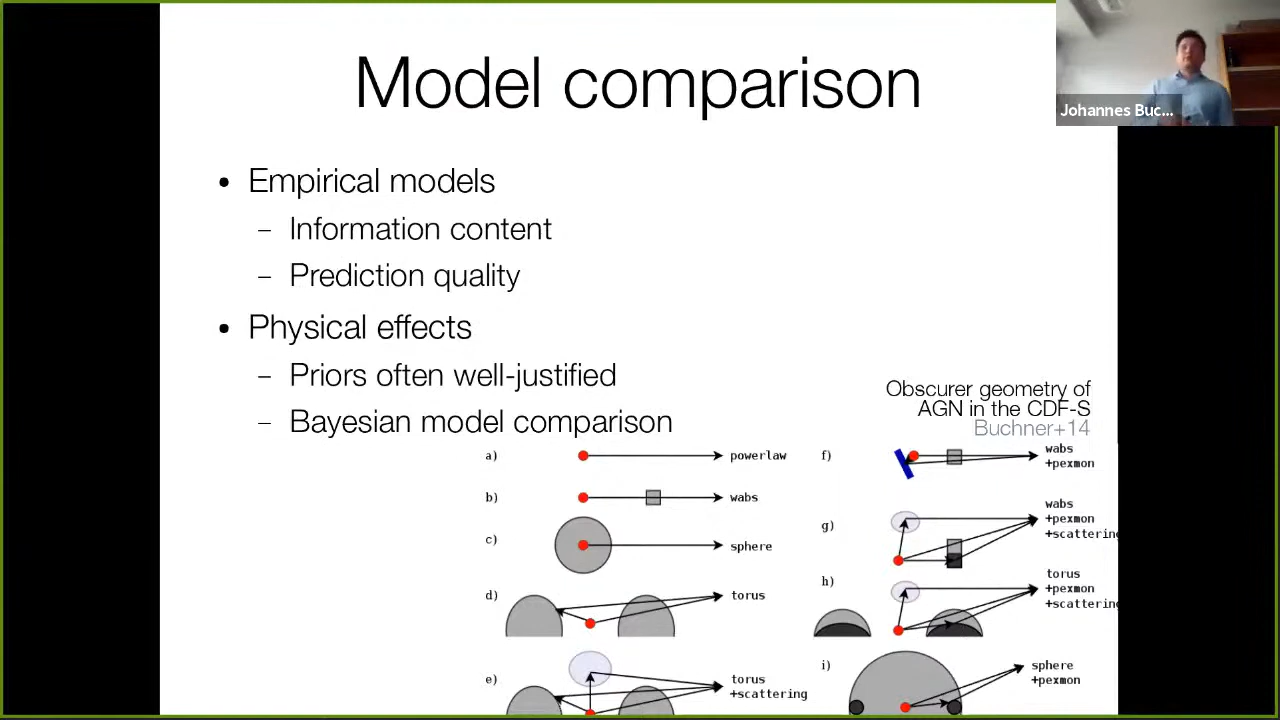 Model comparison
Johannes Buc...
• Empirical models
– Information content
– Prediction quality
• Physical effects
– Priors often well-justified
– Bayesian model comparison
Obscurer geometry of
AGN in the CDF-S
Buchner+14
a) powerlaw
b) wabs
c) sphere
d) torus
e) torus
+scattering
f) wabs
+pexmon
g) wabs
+pexmon
+scattering
h) torus
+pexmon
+scattering
i) sphere
+pexmon